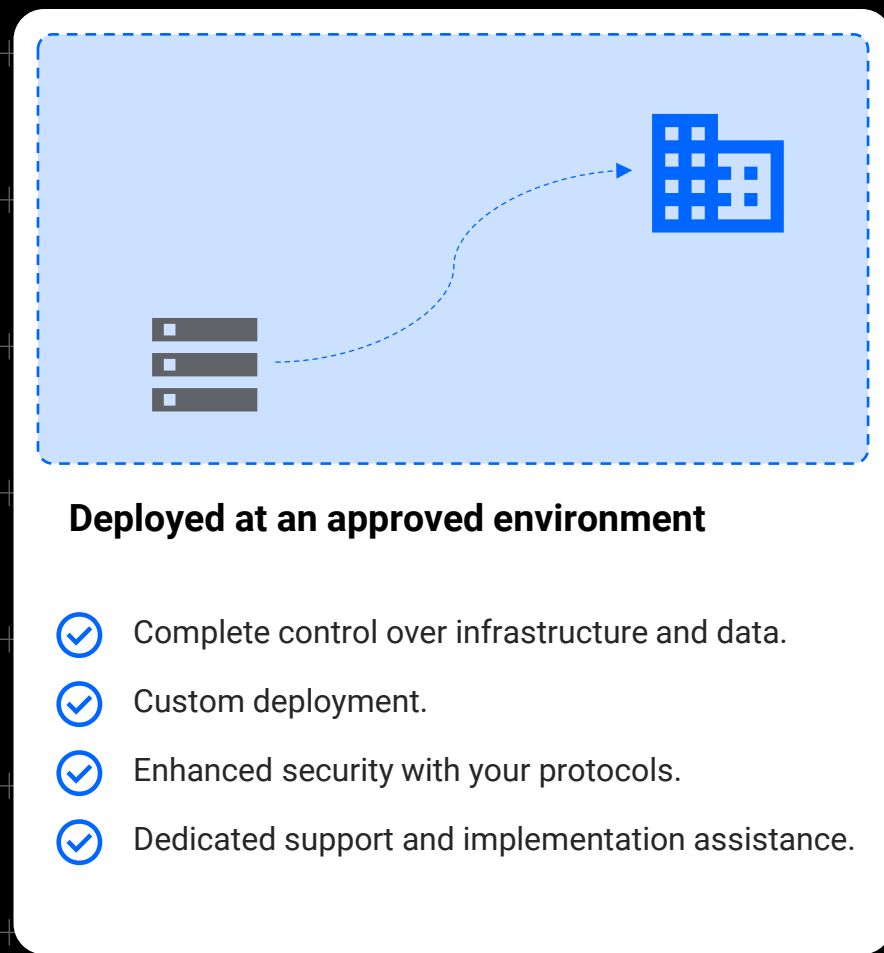 Deployed at an approved environment
Complete control over infrastructure and data.
Custom deployment.
Enhanced security with your protocols.
Dedicated support and implementation assistance.